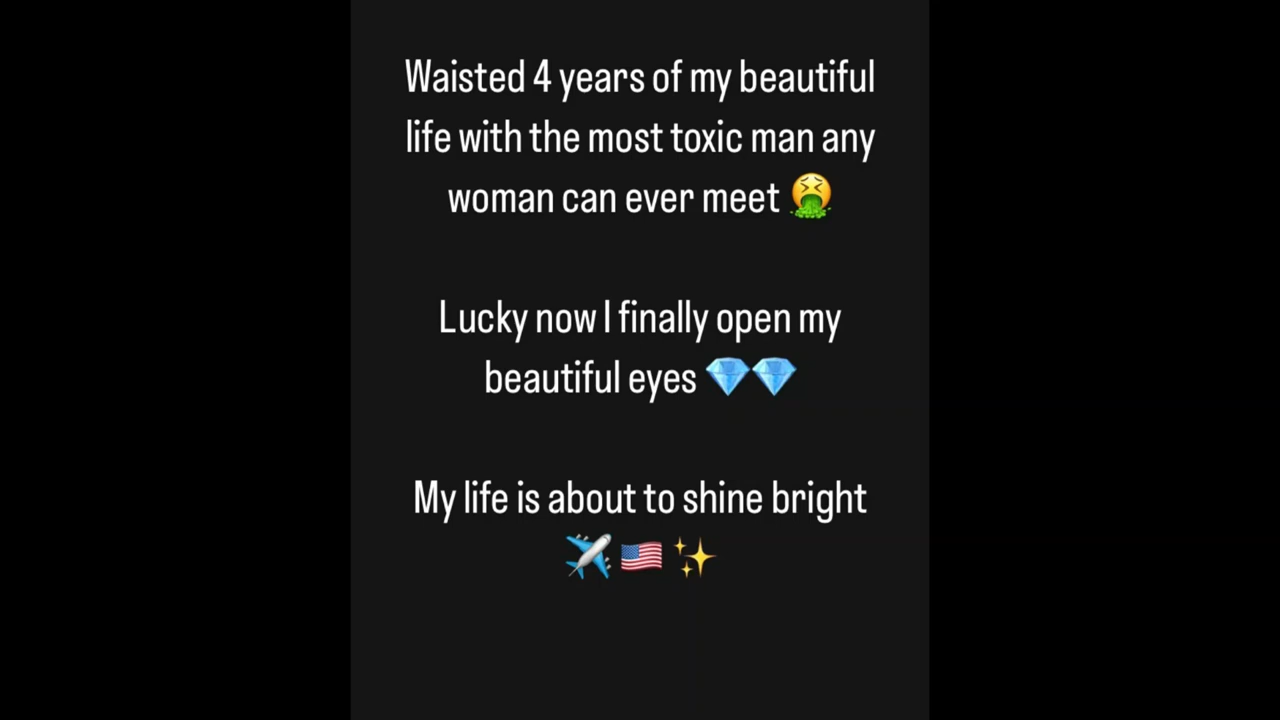 Waisted 4 years of my beautiful
life with the most toxic man any
woman can ever meet 🤮
Lucky now I finally open my
beautiful eyes 💎💎
My life is about to shine bright
✈️ 🇺🇸 ✨